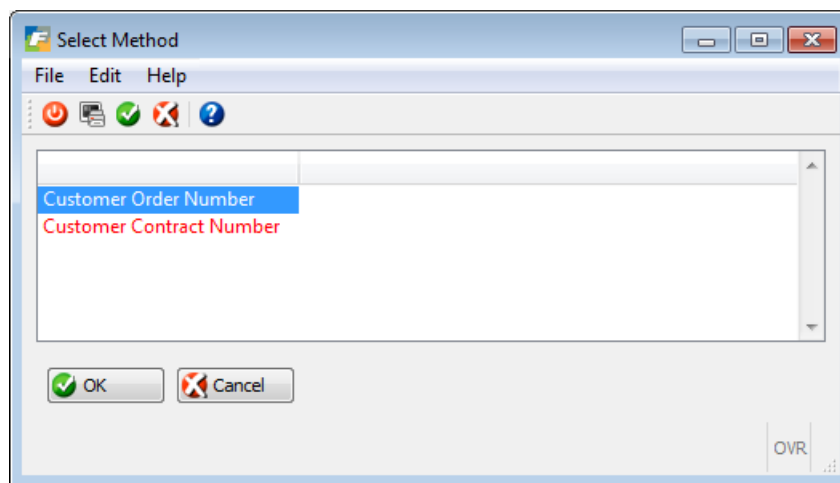 Select Method
File Edit Help
Customer Order Number
Customer Contract Number
OK Cancel
OVR